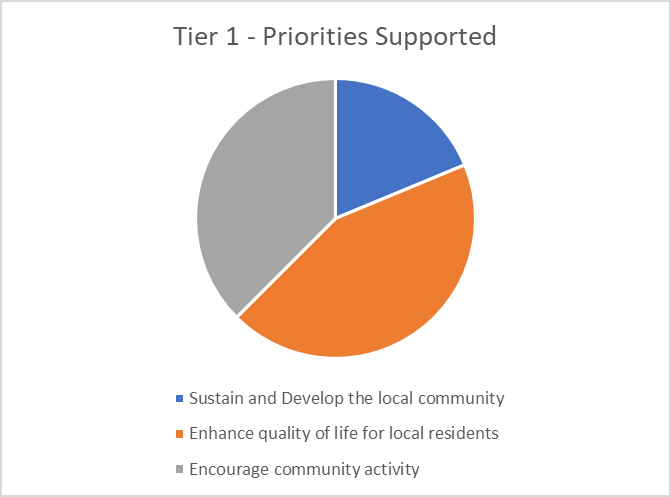 Tier 1 - Priorities Supported
Sustain and Develop the local community
Enhance quality of life for local residents
Encourage community activity